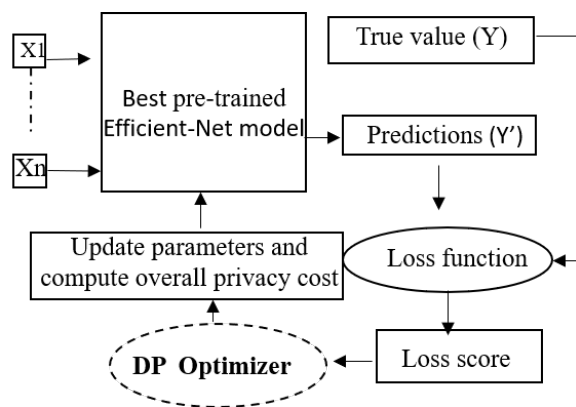 X1
True value (Y)
Best pre-trained
Efficient-Net model
Predictions (Y’)
Xn
Update parameters and
compute overall privacy cost
Loss function
DP Optimizer
Loss score